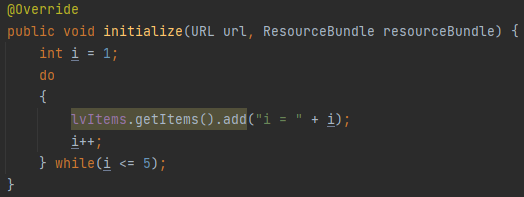 @Override
public void initialize(URL url, ResourceBundle resourceBundle) {
    int i = 1;
    do
    {
        lvItems.getItems().add("i = " + i);
        i++;
    } while(i <= 5);
}